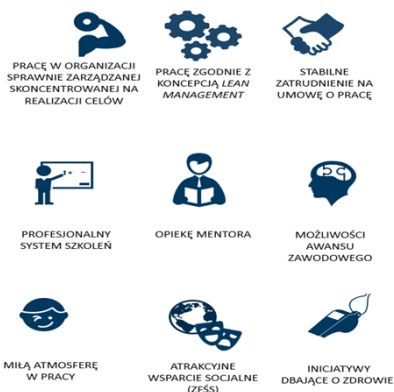 PRACĘ W ORGANIZACJI
SPRAWNIE ZARZĄDZANEJ
SKONCENTROWANEJ NA
REALIZACJI CELÓW
PRACĘ ZGODNIE Z
KONCEPCJĄ LEAN
MANAGEMENT
STABILNE
ZATRUDNIENIE NA
UMOWĘ O PRACĘ
PROFESJONALNY
SYSTEM SZKOLEŃ
OPIEKĘ MENTORA
MOŻLIWOŚCI
AWANSU
ZAWODOWEGO
MIŁĄ ATMOSFERĘ
W PRACY
ATRAKCYJNE
WSPARCIE SOCJALNE
(ZFŚS)
INICJATYWY
DBAJĄCE O ZDROWIE